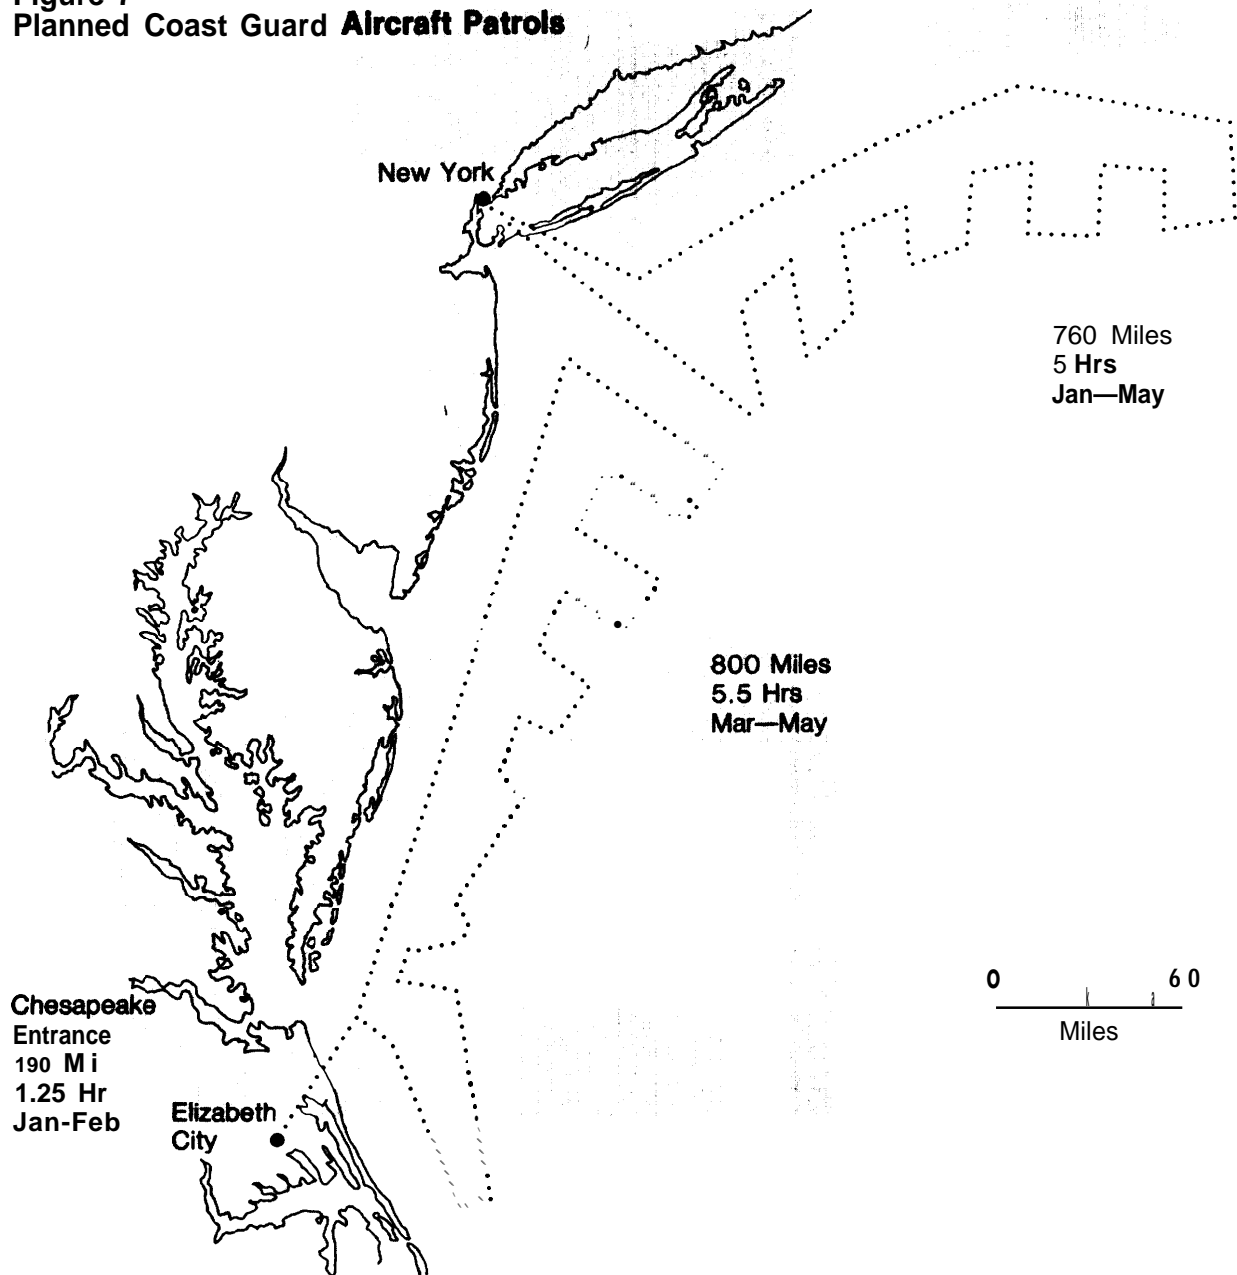 Figure 7
Planned Coast Guard Aircraft Patrols
New York
760 Miles
5 Hrs
Jan—May
800 Miles
5.5 Hrs
Mar—May
0 60
Miles
Chesapeake
Entrance
190 Mi
1.25 Hr
Jan-Feb
Elizabeth
City